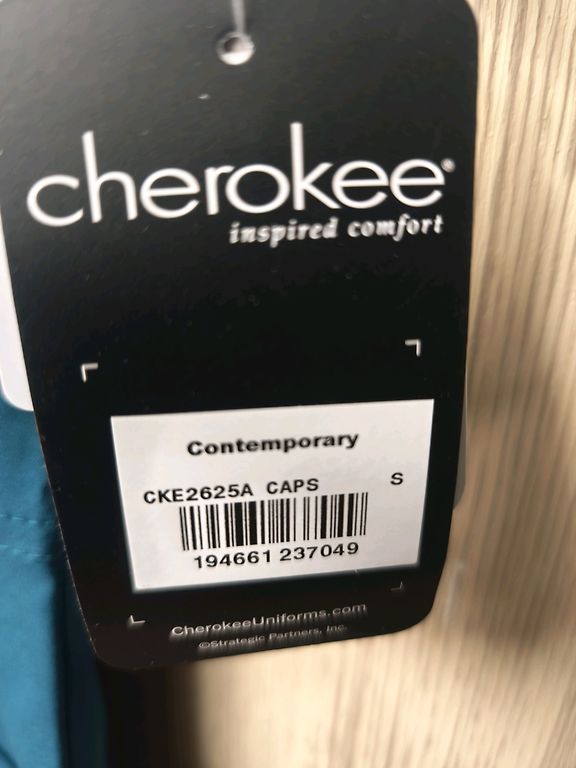 cherokee®
inspired comfort
Contemporary
CKE2625A CAPS S
194661 237049
CherokeeUniforms.com
©Strategic Partners, Inc.